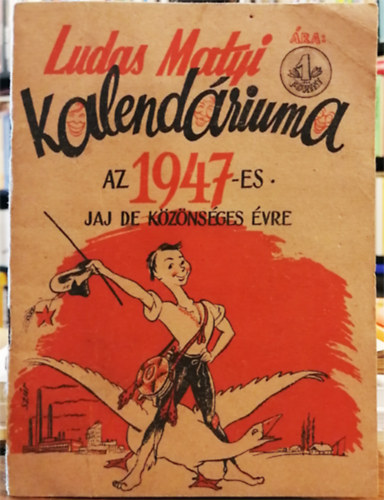 Ludas Matyi
ÁRA:
1
FORINT
Kalendáriuma
AZ 1947-ES.
JAJ DE KÖZÖNSÉGES ÉVRE